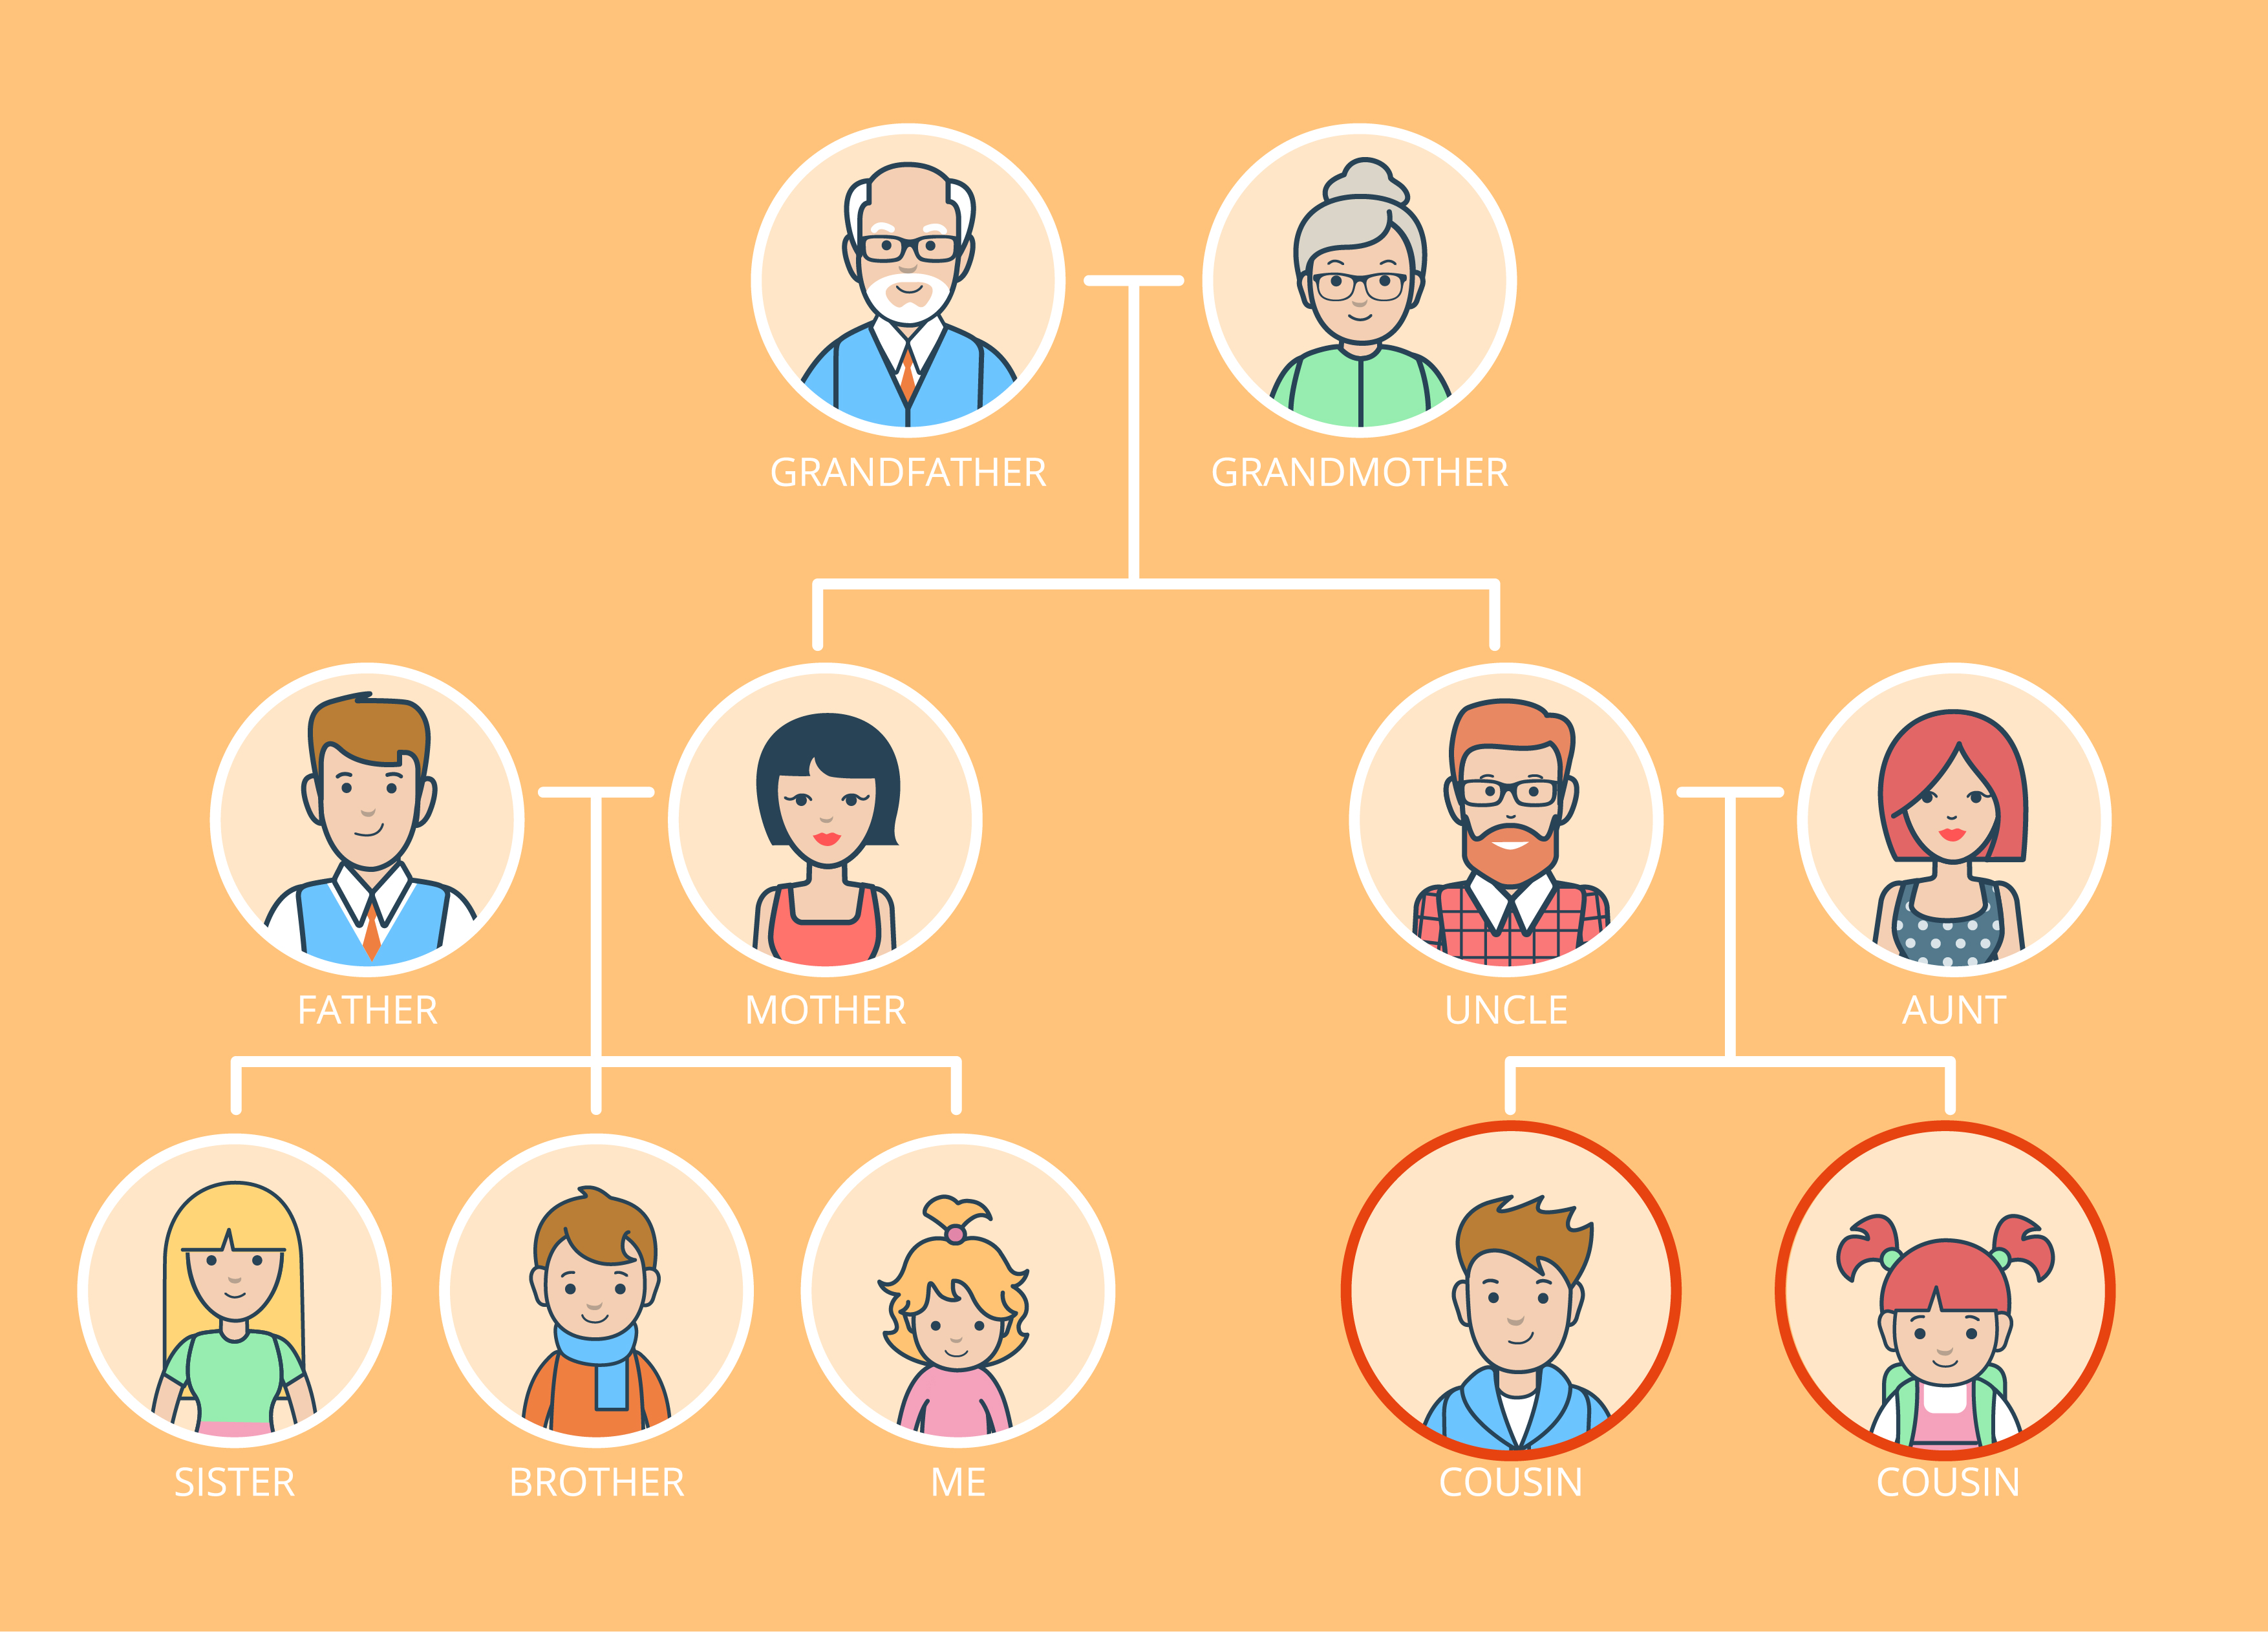 GRANDFATHER
GRANDMOTHER
FATHER
MOTHER
UNCLE
AUNT
SISTER
BROTHER
ME
COUSIN
COUSIN